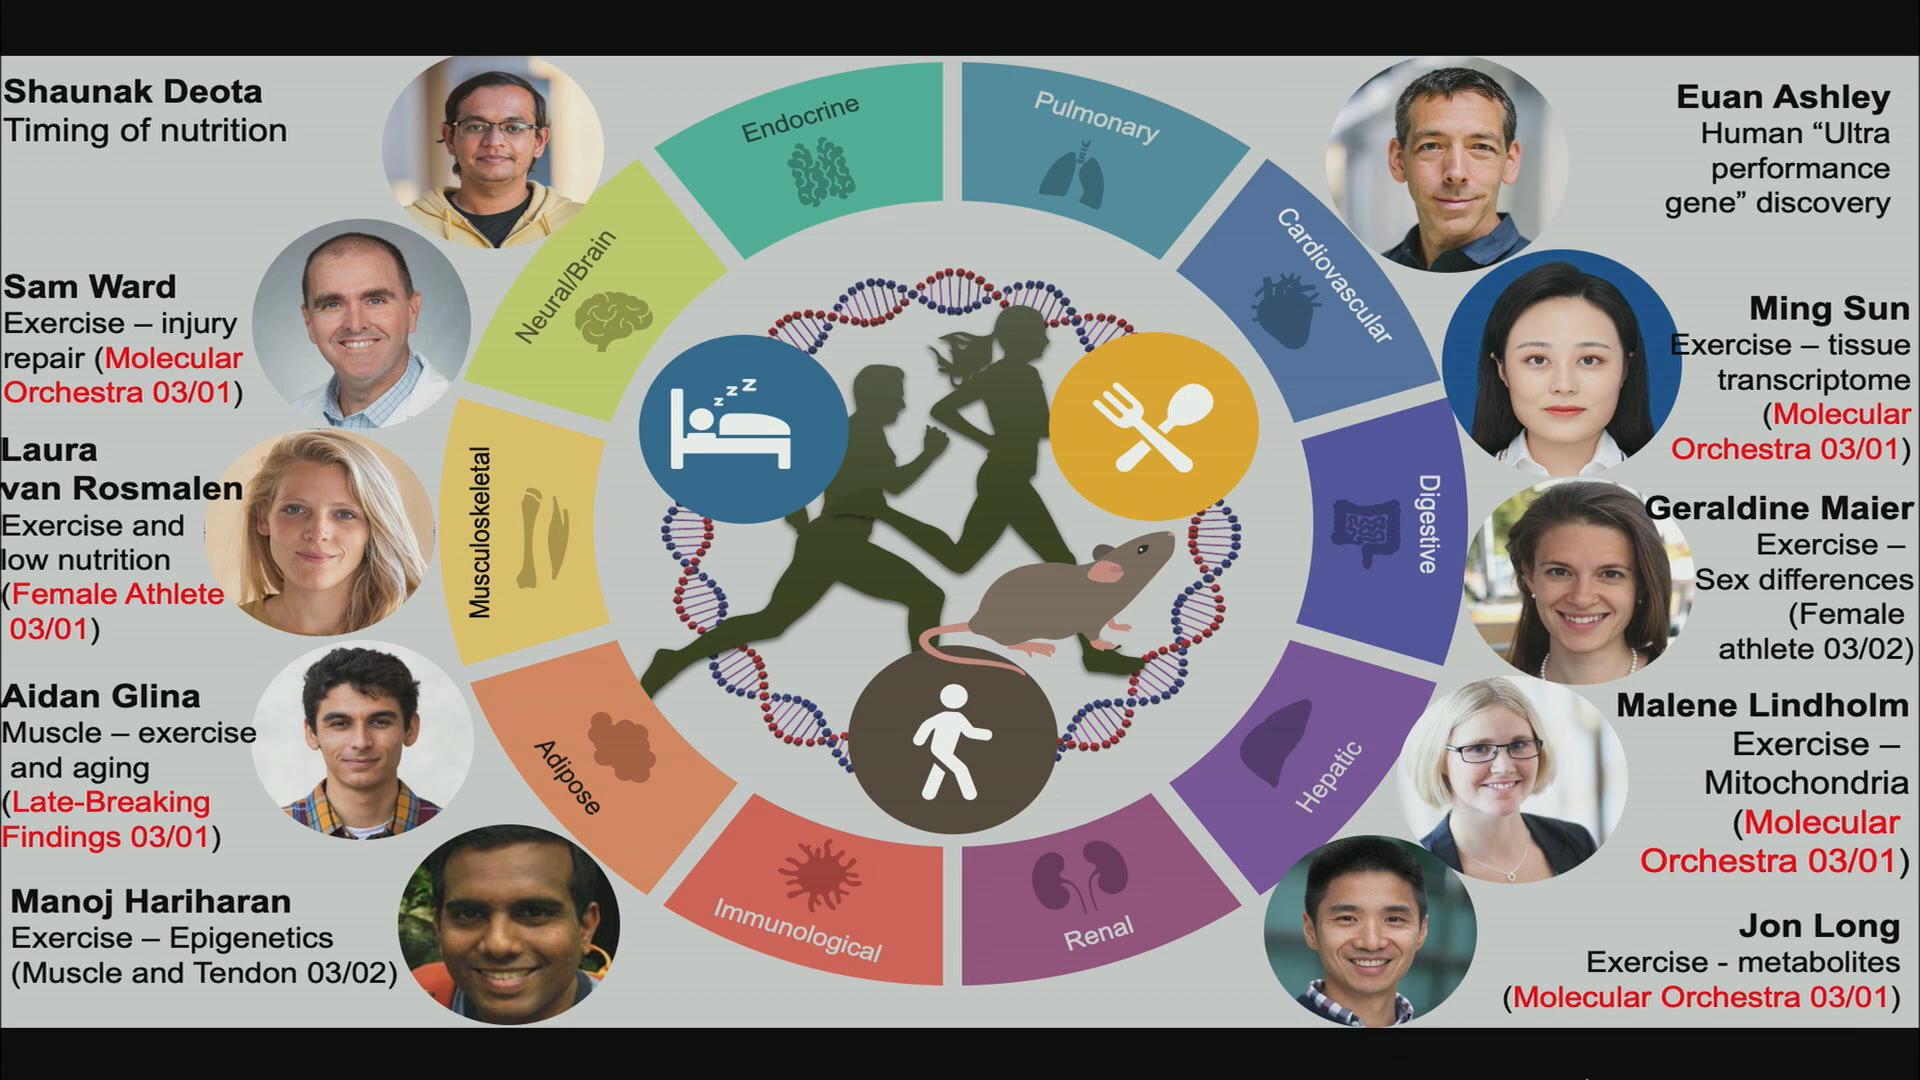 Shaunak Deota
Timing of nutrition
Sam Ward
Exercise – injury
repair (Molecular
Orchestra 03/01)
Laura
van Rosmalen
Exercise and
low nutrition
(Female Athlete
03/01)
Aidan Glina
Muscle – exercise
and aging
(Late-Breaking
Findings 03/01)
Manoj Hariharan
Exercise – Epigenetics
(Muscle and Tendon 03/02)
Endocrine
Pulmonary
Cardiovascular
Digestive
Hepatic
Renal
Immunological
Adipose
Musculoskeletal
Neural/Brain
z z z
Euan Ashley
Human “Ultra
performance
gene” discovery
Ming Sun
Exercise – tissue
transcriptome
(Molecular
Orchestra 03/01)
Geraldine Maier
Exercise –
Sex differences
(Female
athlete 03/02)
Malene Lindholm
Exercise –
Mitochondria
(Molecular
Orchestra 03/01)
Jon Long
Exercise - metabolites
(Molecular Orchestra 03/01)